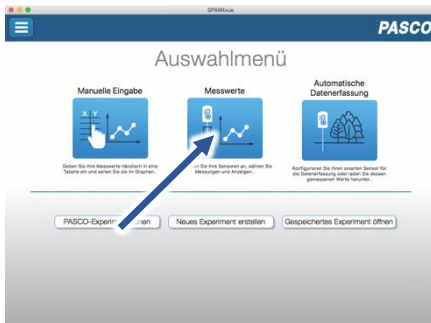 SPARKvue
PASCO
Auswahlmenü
Manuelle Eingabe
Messwerte
Automatische
Datenerfassung
X Y
Geben Sie Ihre Messwerte händisch in eine
Tabelle ein und sehen Sie sie im Graphen.
Sie Ihre Sensoren an, wählen Sie
Messungen und Anzeigen.
Konfigurieren Sie Ihren smarten Sensor für
die Datenerfassung oder laden Sie dessen
gemessenen Werte herunter.
Neues Experiment erstellen
Gespeichertes Experiment öffnen